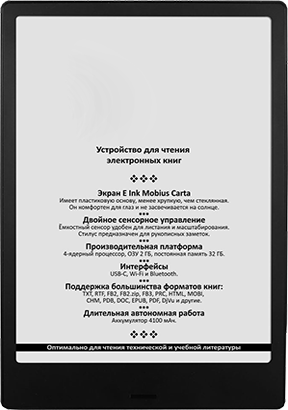 Устройство для чтения
электронных книг
Экран E Ink Mobius Carta
Имеет пластиковую основу, менее хрупкую, чем стеклянная.
Он комфортен для глаз и не засвечивается на солнце.
Двойное сенсорное управление
Ёмкостный сенсор удобен для листания и масштабирования.
Стилус предназначен для рукописных заметок.
Производительная платформа
4-ядерный процессор, ОЗУ 2 ГБ, постоянная память 32 ГБ.
Интерфейсы
USB-C, Wi-Fi и Bluetooth.
Поддержка большинства форматов книг:
TXT, RTF, FB2, FB2.zip, FB3, PRC, HTML, MOBI,
CHM, PDB, DOC, EPUB, PDF, DjVu и другие.
Длительная автономная работа
Аккумулятор 4100 мАч.
Оптимально для чтения технической и учебной литературы